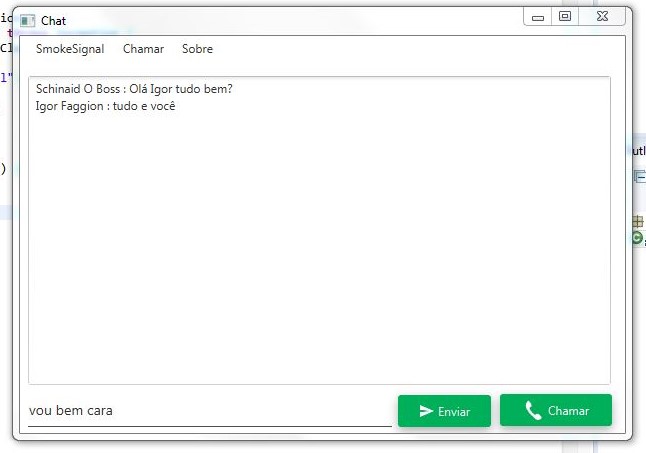 Chat
SmokeSignal Chamar Sobre
Schinaid O Boss : Olá Igor tudo bem?
Igor Faggion : tudo e você
vou bem cara
Enviar
Chamar